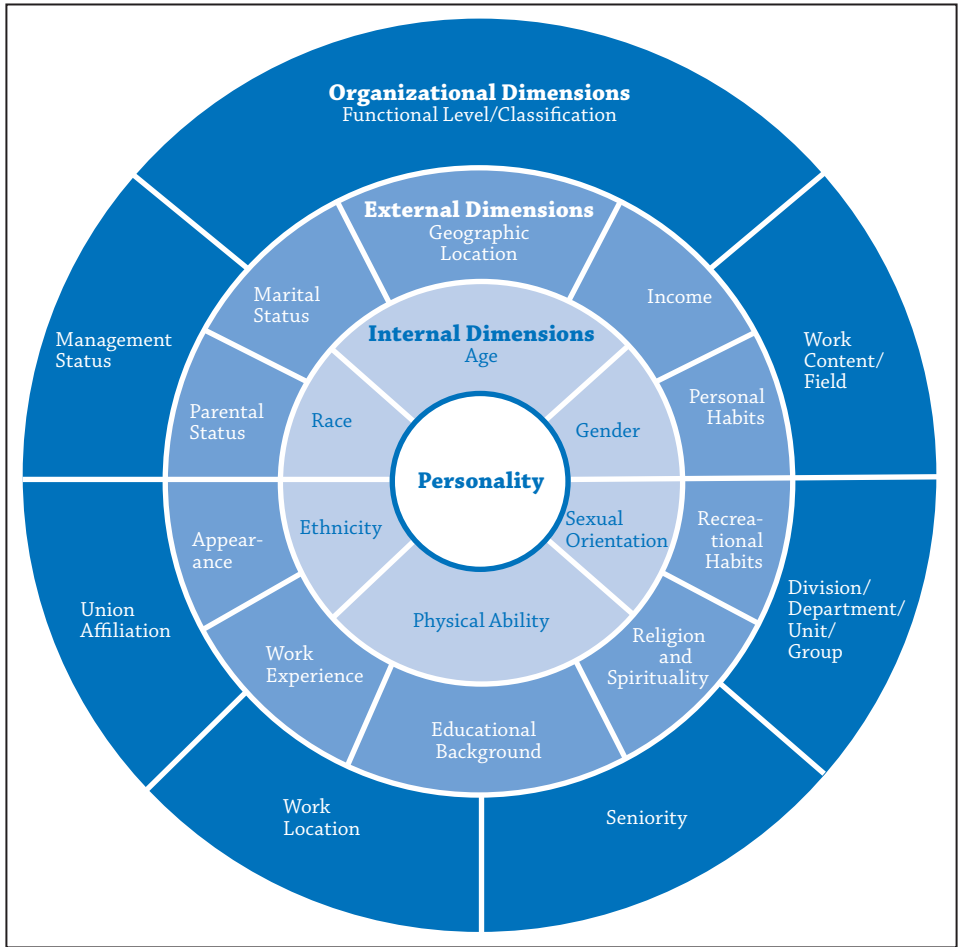 Organizational Dimensions
Functional Level/Classification
External Dimensions
Geographic
Location
Marital
Status
Income
Management
Status
Work
Content/
Field
Internal Dimensions
Age
Parental
Status
Personal
Habits
Race
Gender
Personality
Ethnicity
Sexual
Orientation
Appear-
ance
Recrea-
tional
Habits
Union
Affiliation
Division/
Department/
Unit/
Group
Physical Ability
Work
Experience
Religion
and
Spirituality
Educational
Background
Work
Location
Seniority